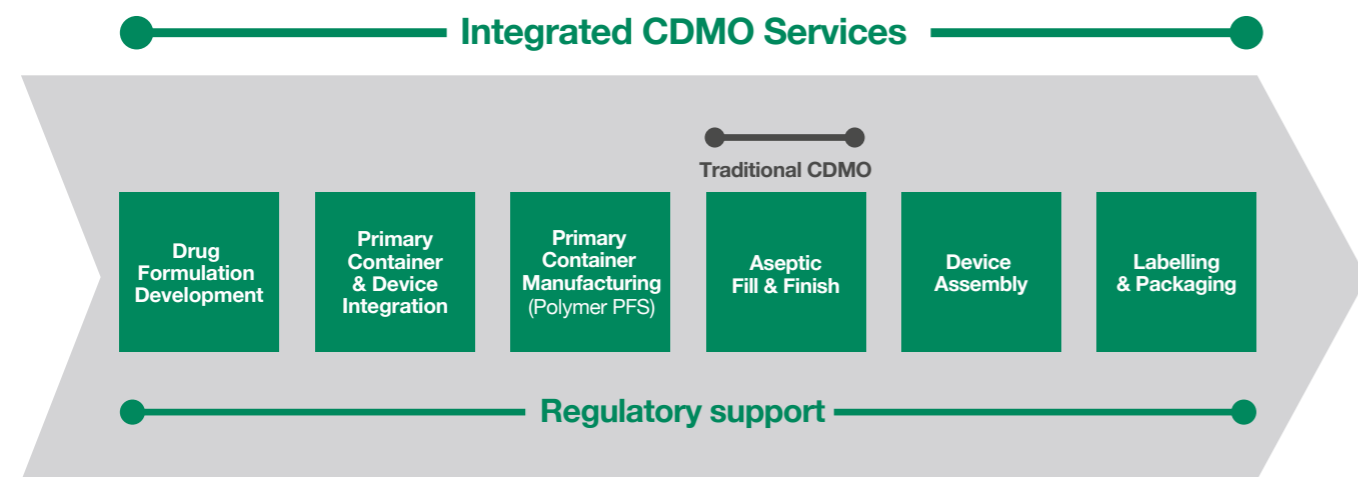 Integrated CDMO Services
Traditional CDMO
Drug
Formulation
Development
Primary
Container
& Device
Integration
Primary
Container
Manufacturing
(Polymer PFS)
Aseptic
Fill & Finish
Device
Assembly
Labelling
& Packaging
Regulatory support